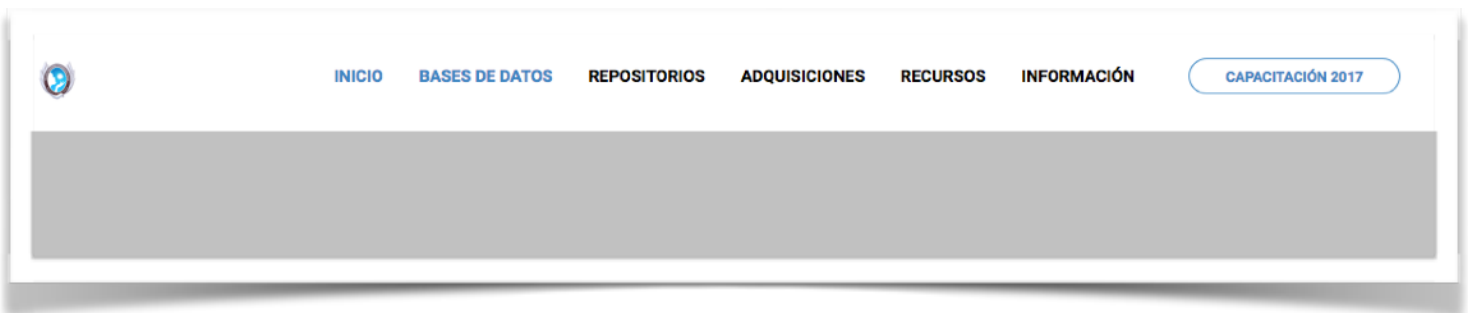 INICIO BASES DE DATOS REPOSITORIOS ADQUISICIONES RECURSOS INFORMACIÓN CAPACITACIÓN 2017